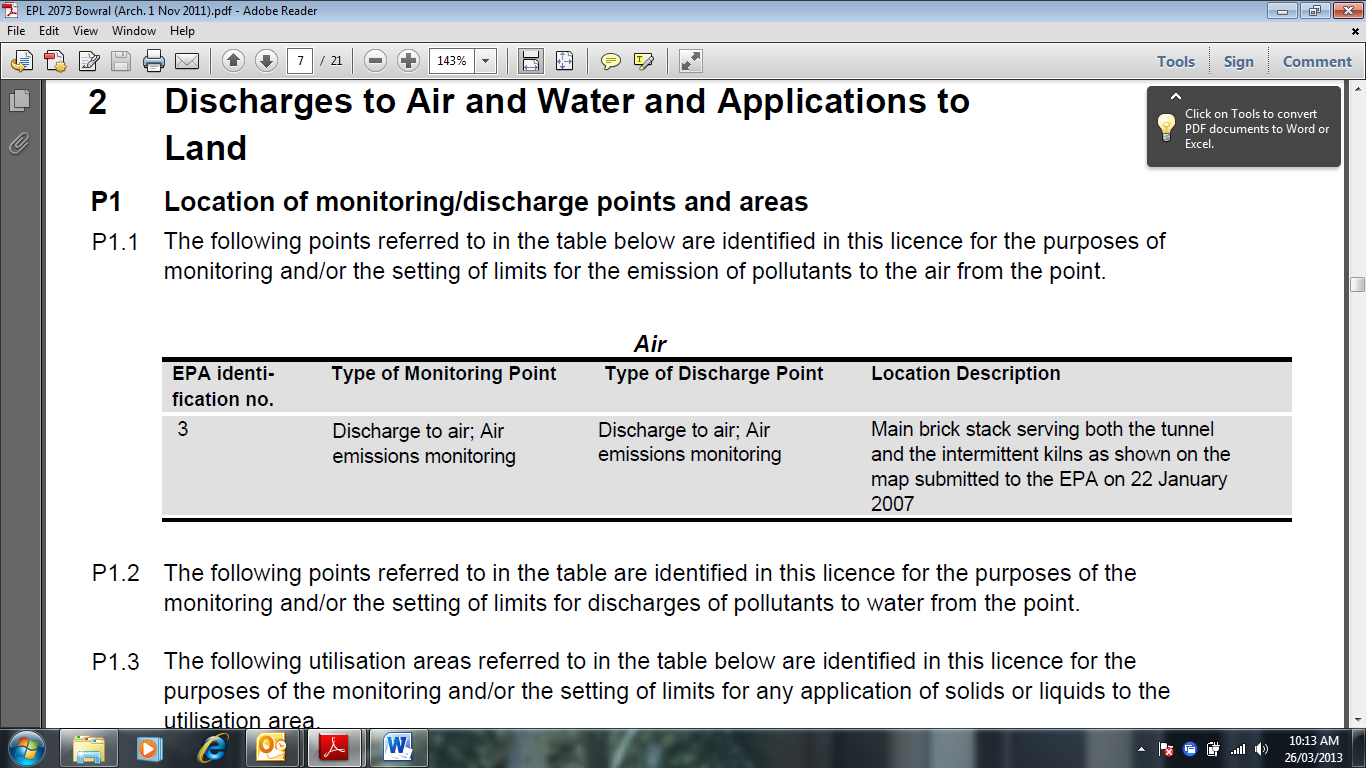 EPL 2073 Bowral (Arch. 1 Nov 2011).pdf - Adobe Reader
File Edit View Window Help
7 / 21 143% Tools Sign Comment
Click on Tools to convert
PDF documents to Word or
Excel.
2 Discharges to Air and Water and Applications to
Land
P1 Location of monitoring/discharge points and areas
P1.1 The following points referred to in the table below are identified in this licence for the purposes of
monitoring and/or the setting of limits for the emission of pollutants to the air from the point.
Air
EPA identi-
fication no.
Type of Monitoring Point
Type of Discharge Point
Location Description
3
Discharge to air; Air
emissions monitoring
Discharge to air; Air
emissions monitoring
Main brick stack serving both the tunnel
and the intermittent kilns as shown on the
map submitted to the EPA on 22 January
2007
P1.2 The following points referred to in the table are identified in this licence for the purposes of the
monitoring and/or the setting of limits for discharges of pollutants to water from the point.
P1.3 The following utilisation areas referred to in the table below are identified in this licence for the
purposes of the monitoring and/or the setting of limits for any application of solids or liquids to the
utilisation area.
10:13 AM
26/03/2013